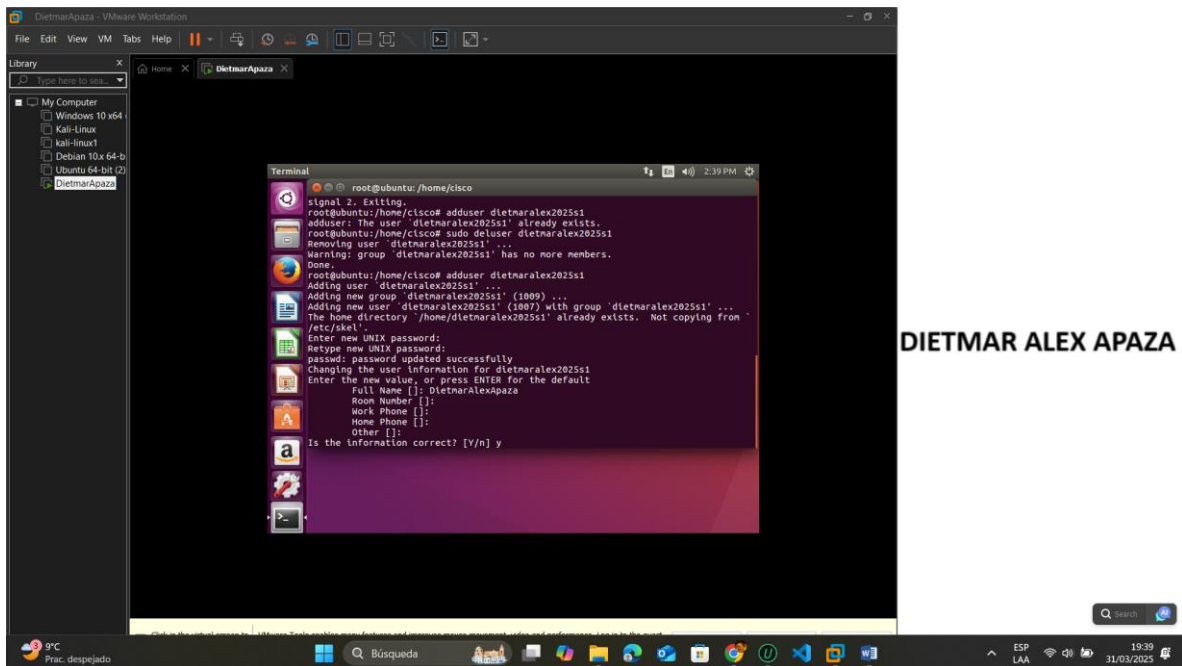 DietmarApaza - VMware Workstation
File Edit View VM Tabs Help
Library X
Type here to sea...
Home X DietmarApaza X
My Computer
Windows 10 x64
Kali-Linux
kali-linux1
Debian 10.x 64-b
Ubuntu 64-bit (2)
DietmarApaza
Terminal En 2:39 PM
root@ubuntu: /home/cisco
signal 2. Exiting.
root@ubuntu:/home/cisco# adduser dietmaralex2025s1
adduser: The user `dietmaralex2025s1' already exists.
root@ubuntu:/home/cisco# sudo deluser dietmaralex2025s1
Removing user `dietmaralex2025s1' ...
Warning: group `dietmaralex2025s1' has no more members.
Done.
root@ubuntu:/home/cisco# adduser dietmaralex2025s1
Adding user `dietmaralex2025s1' ...
Adding new group `dietmaralex2025s1' (1009) ...
Adding new user `dietmaralex2025s1' (1007) with group `dietmaralex2025s1' ...
The home directory `/home/dietmaralex2025s1' already exists.  Not copying from `
/etc/skel'.
Enter new UNIX password:
Retype new UNIX password:
passwd: password updated successfully
Changing the user information for dietmaralex2025s1
Enter the new value, or press ENTER for the default
Full Name []: DietmarAlexApaza
Room Number []:
Work Phone []:
Home Phone []:
Other []:
Is the information correct? [Y/n] y
DIETMAR ALEX APAZA
Search
3
9°C
Prac. despejado
Búsqueda
ESP
LAA
19:39
31/03/2025